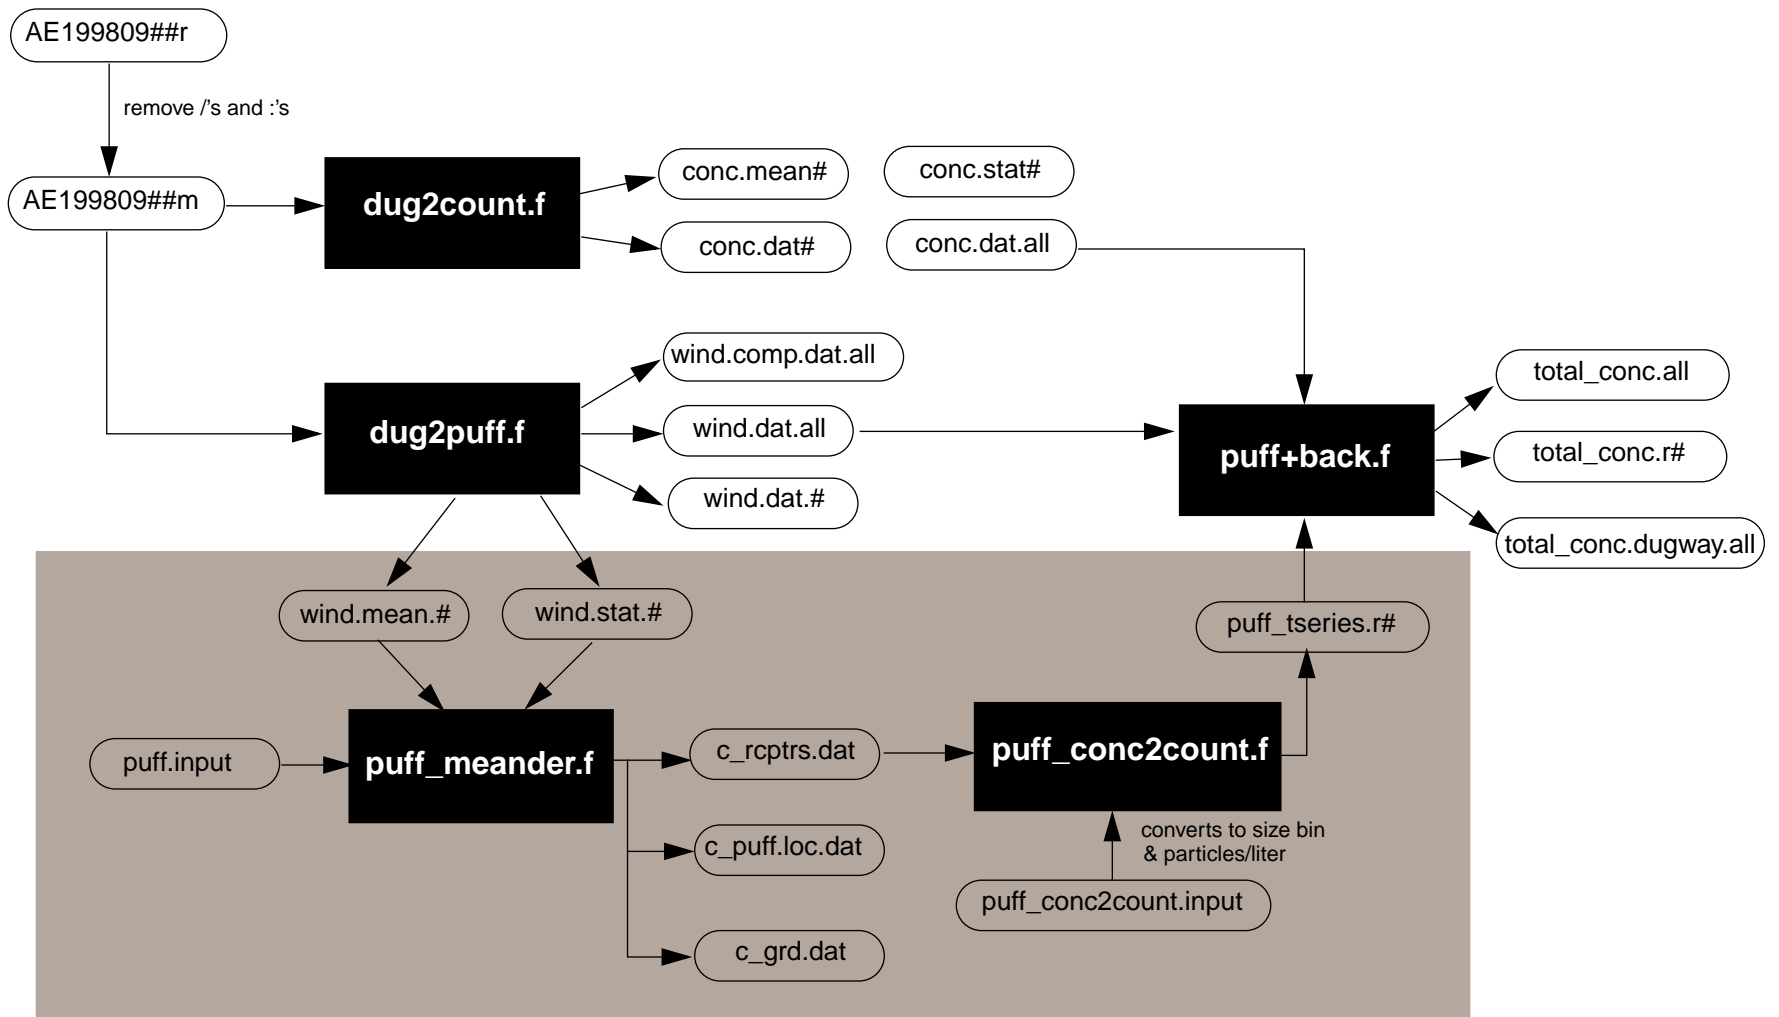 AE199809##r
remove /'s and :'s
AE199809##m
dug2count.f
conc.mean#
conc.stat#
conc.dat#
conc.dat.all
dug2puff.f
wind.comp.dat.all
wind.dat.all
wind.dat.#
puff+back.f
total_conc.all
total_conc.r#
total_conc.dugway.all
wind.mean.#
wind.stat.#
puff_tseries.r#
puff.input
puff_meander.f
c_rcptrs.dat
puff_conc2count.f
c_puff.loc.dat
converts to size bin
& particles/liter
puff_conc2count.input
c_grd.dat